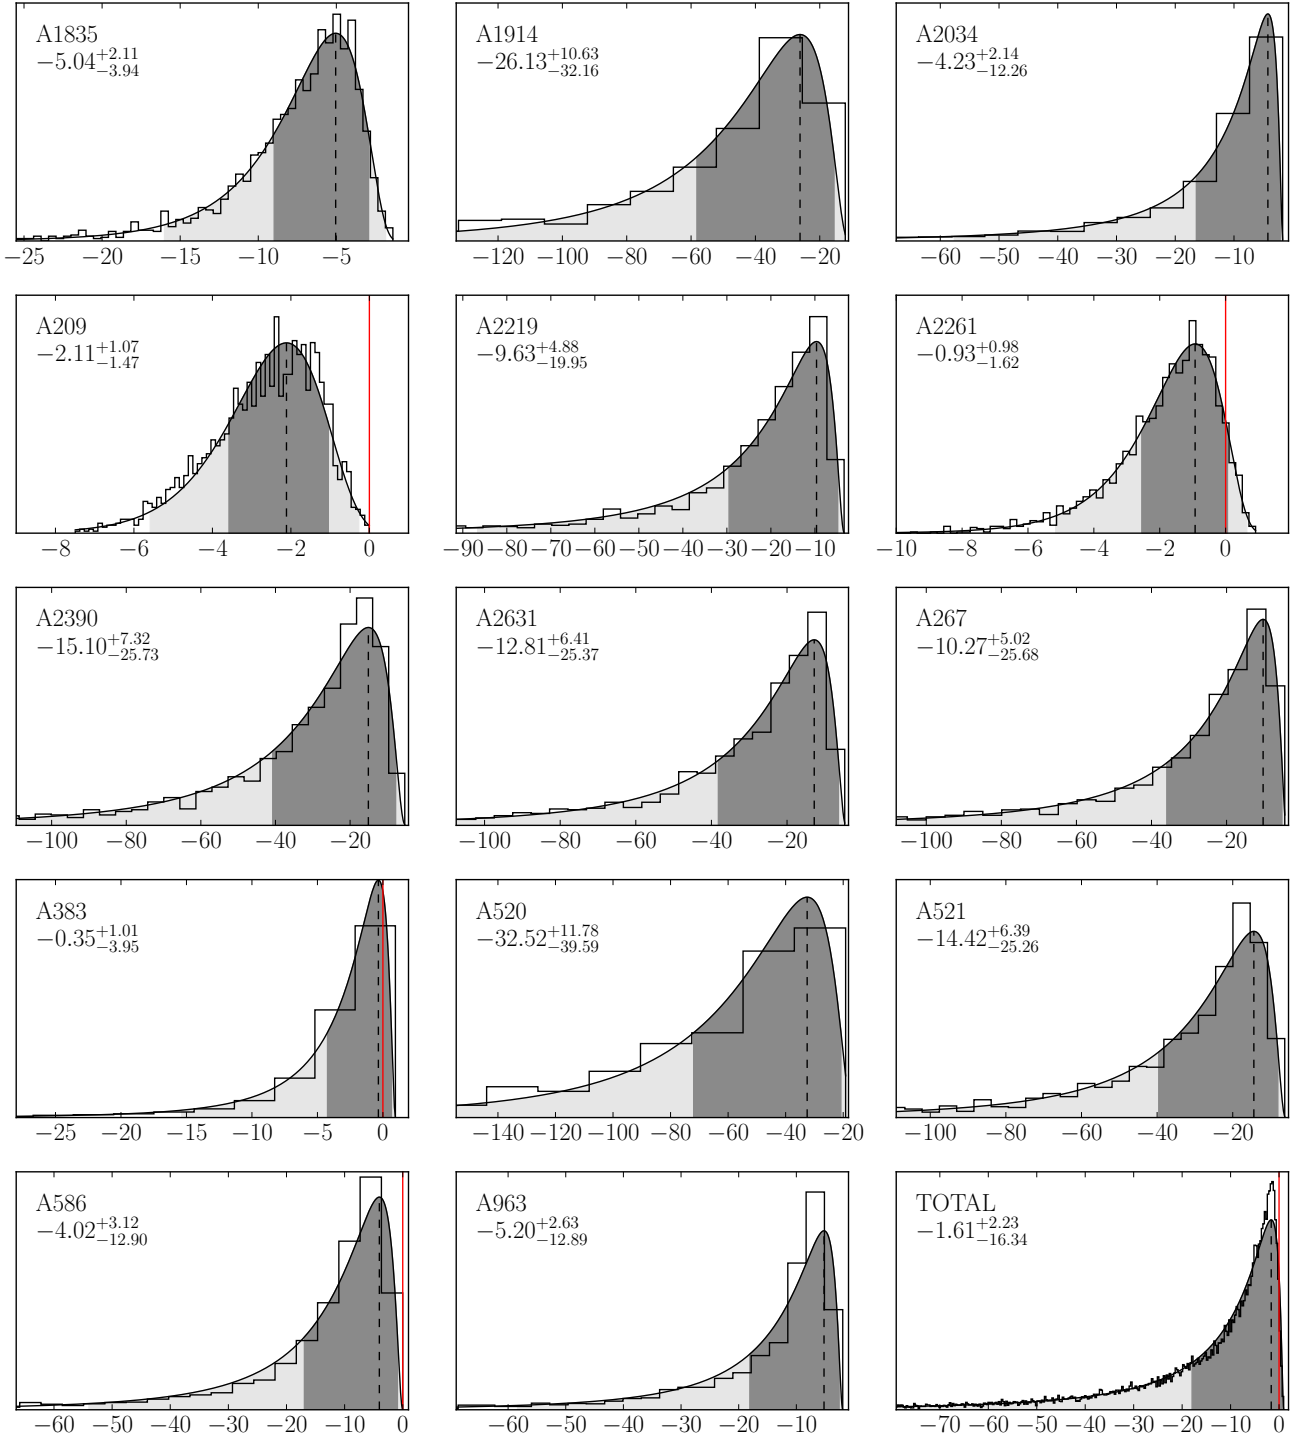 A1835
−5.04+2.11−3.94
−25 −20 −15 −10 −5
A1914
−26.13+10.63−32.16
−120 −100 −80 −60 −40 −20
A2034
−4.23+2.14−12.26
−60 −50 −40 −30 −20 −10
A209
−2.11+1.07−1.47
−8 −6 −4 −2 0
A2219
−9.63+4.88−19.95
−90 −80 −70 −60 −50 −40 −30 −20 −10
A2261
−0.93+0.98−1.62
−10 −8 −6 −4 −2 0
A2390
−15.10+7.32−25.73
−100 −80 −60 −40 −20
A2631
−12.81+6.41−25.37
−100 −80 −60 −40 −20
A267
−10.27+5.02−25.68
−100 −80 −60 −40 −20
A383
−0.35+1.01−3.95
−25 −20 −15 −10 −5 0
A520
−32.52+11.78−39.59
−140 −120 −100 −80 −60 −40 −20
A521
−14.42+6.39−25.26
−100 −80 −60 −40 −20
A586
−4.02+3.12−12.90
−60 −50 −40 −30 −20 −10 0
A963
−5.20+2.63−12.89
−60 −50 −40 −30 −20 −10
TOTAL
−1.61+2.23−16.34
−70 −60 −50 −40 −30 −20 −10 0